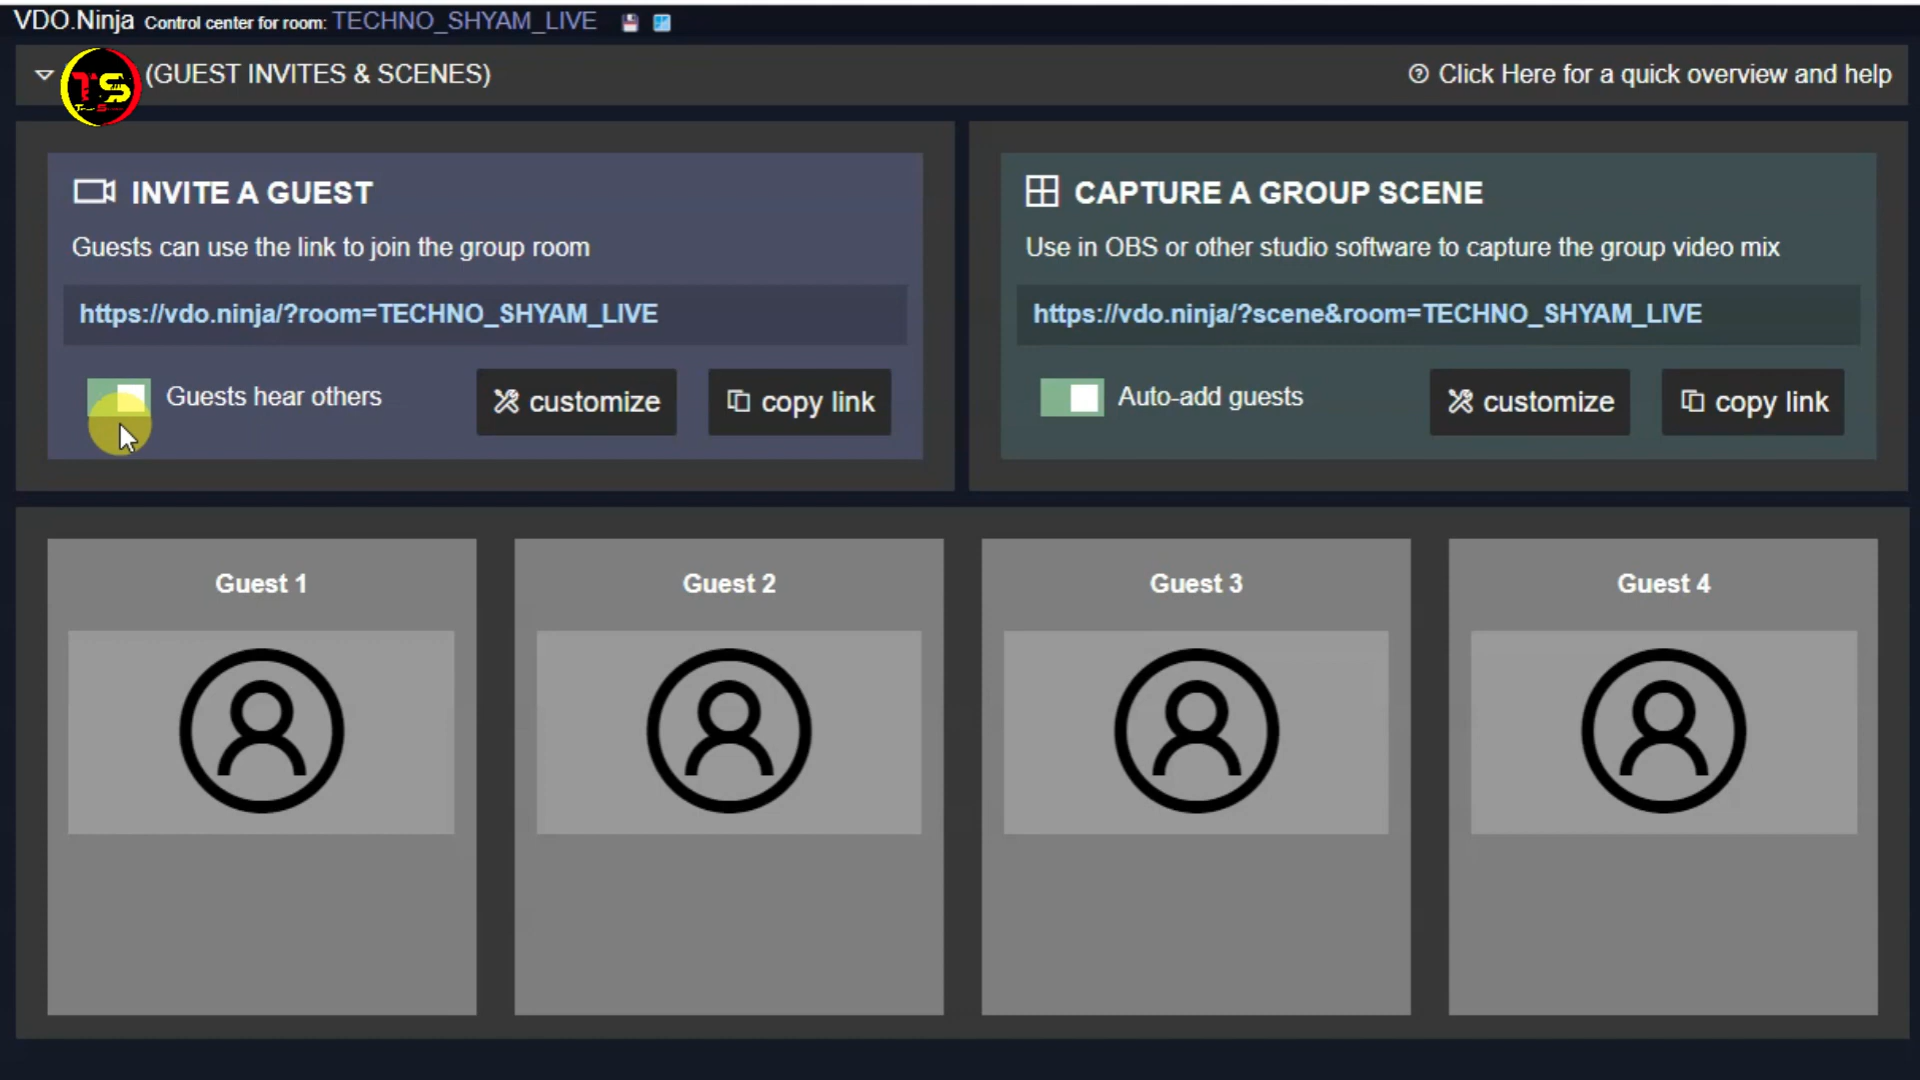 VDO.Ninja Control center for room: TECHNO_SHYAM_LIVE
TS (GUEST INVITES & SCENES)
Click Here for a quick overview and help
INVITE A GUEST
Guests can use the link to join the group room
https://vdo.ninja/?room=TECHNO_SHYAM_LIVE
Guests hear others
customize
copy link
CAPTURE A GROUP SCENE
Use in OBS or other studio software to capture the group video mix
https://vdo.ninja/?scene&room=TECHNO_SHYAM_LIVE
Auto-add guests
customize
copy link
Guest 1
Guest 2
Guest 3
Guest 4